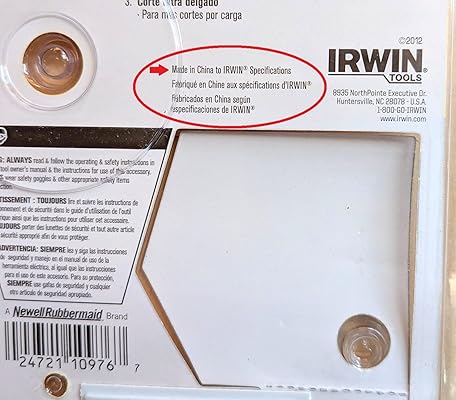 3. Corte extra delgado
· Para más cortes por carga
Made in China to IRWIN® Specifications
Fabriqué en Chine aux spécifications d'IRWIN®
Fabricados en China según
especificaciones de IRWIN®
©2012
IRWIN®
TOOLS
8935 NorthPointe Executive Dr.
Huntersville, NC 28078 - U.S.A.
1-800-GO-IRWIN
www.irwin.com
G: ALWAYS read & follow the operating & safety instructions in
tool owner's manual & the instructions for use of this accessory.
wear safety goggles & other appropriate safety items
ection.
TISSEMENT : TOUJOURS lire et suivre les instructions de
onnement et de sécurité dans le guide d'utilisation de l'outil
rique ainsi que les instructions pour utiliser cet accessoire.
TOUJOURS porter des lunettes de sécurité et tout autre article
sécurité approprié afin de vous protéger.
ADVERTENCIA: SIEMPRE lea y siga las instrucciones
de seguridad y manejo en el manual de uso de la
herramienta eléctrica, al igual que las instrucciones
para el uso de este accesorio. Para su protección,
SIEMPRE use gafas de seguridad y cualquier
otro artículo de seguridad apropiado.
A NewellRubbermaid Brand
24721 10976 7